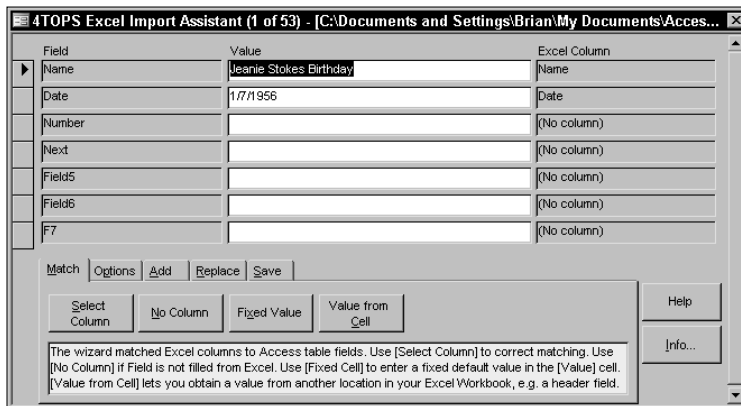 4TOPS Excel Import Assistant (1 of 53) - [C:\Documents and Settings\Brian\My Documents\Acces...
Field Value Excel Column
Name Jeanie Stokes Birthday Name
Date 1/7/1956 Date
Number (No column)
Next (No column)
Field5 (No column)
Field6 (No column)
F7 (No column)
Match Options Add Replace Save
Select Column
No Column
Fixed Value
Value from Cell
Help
Info...
The wizard matched Excel columns to Access table fields. Use [Select Column] to correct matching. Use
[No Column] if Field is not filled from Excel. Use [Fixed Cell] to enter a fixed default value in the [Value] cell.
[Value from Cell] lets you obtain a value from another location in your Excel Workbook, e.g. a header field.